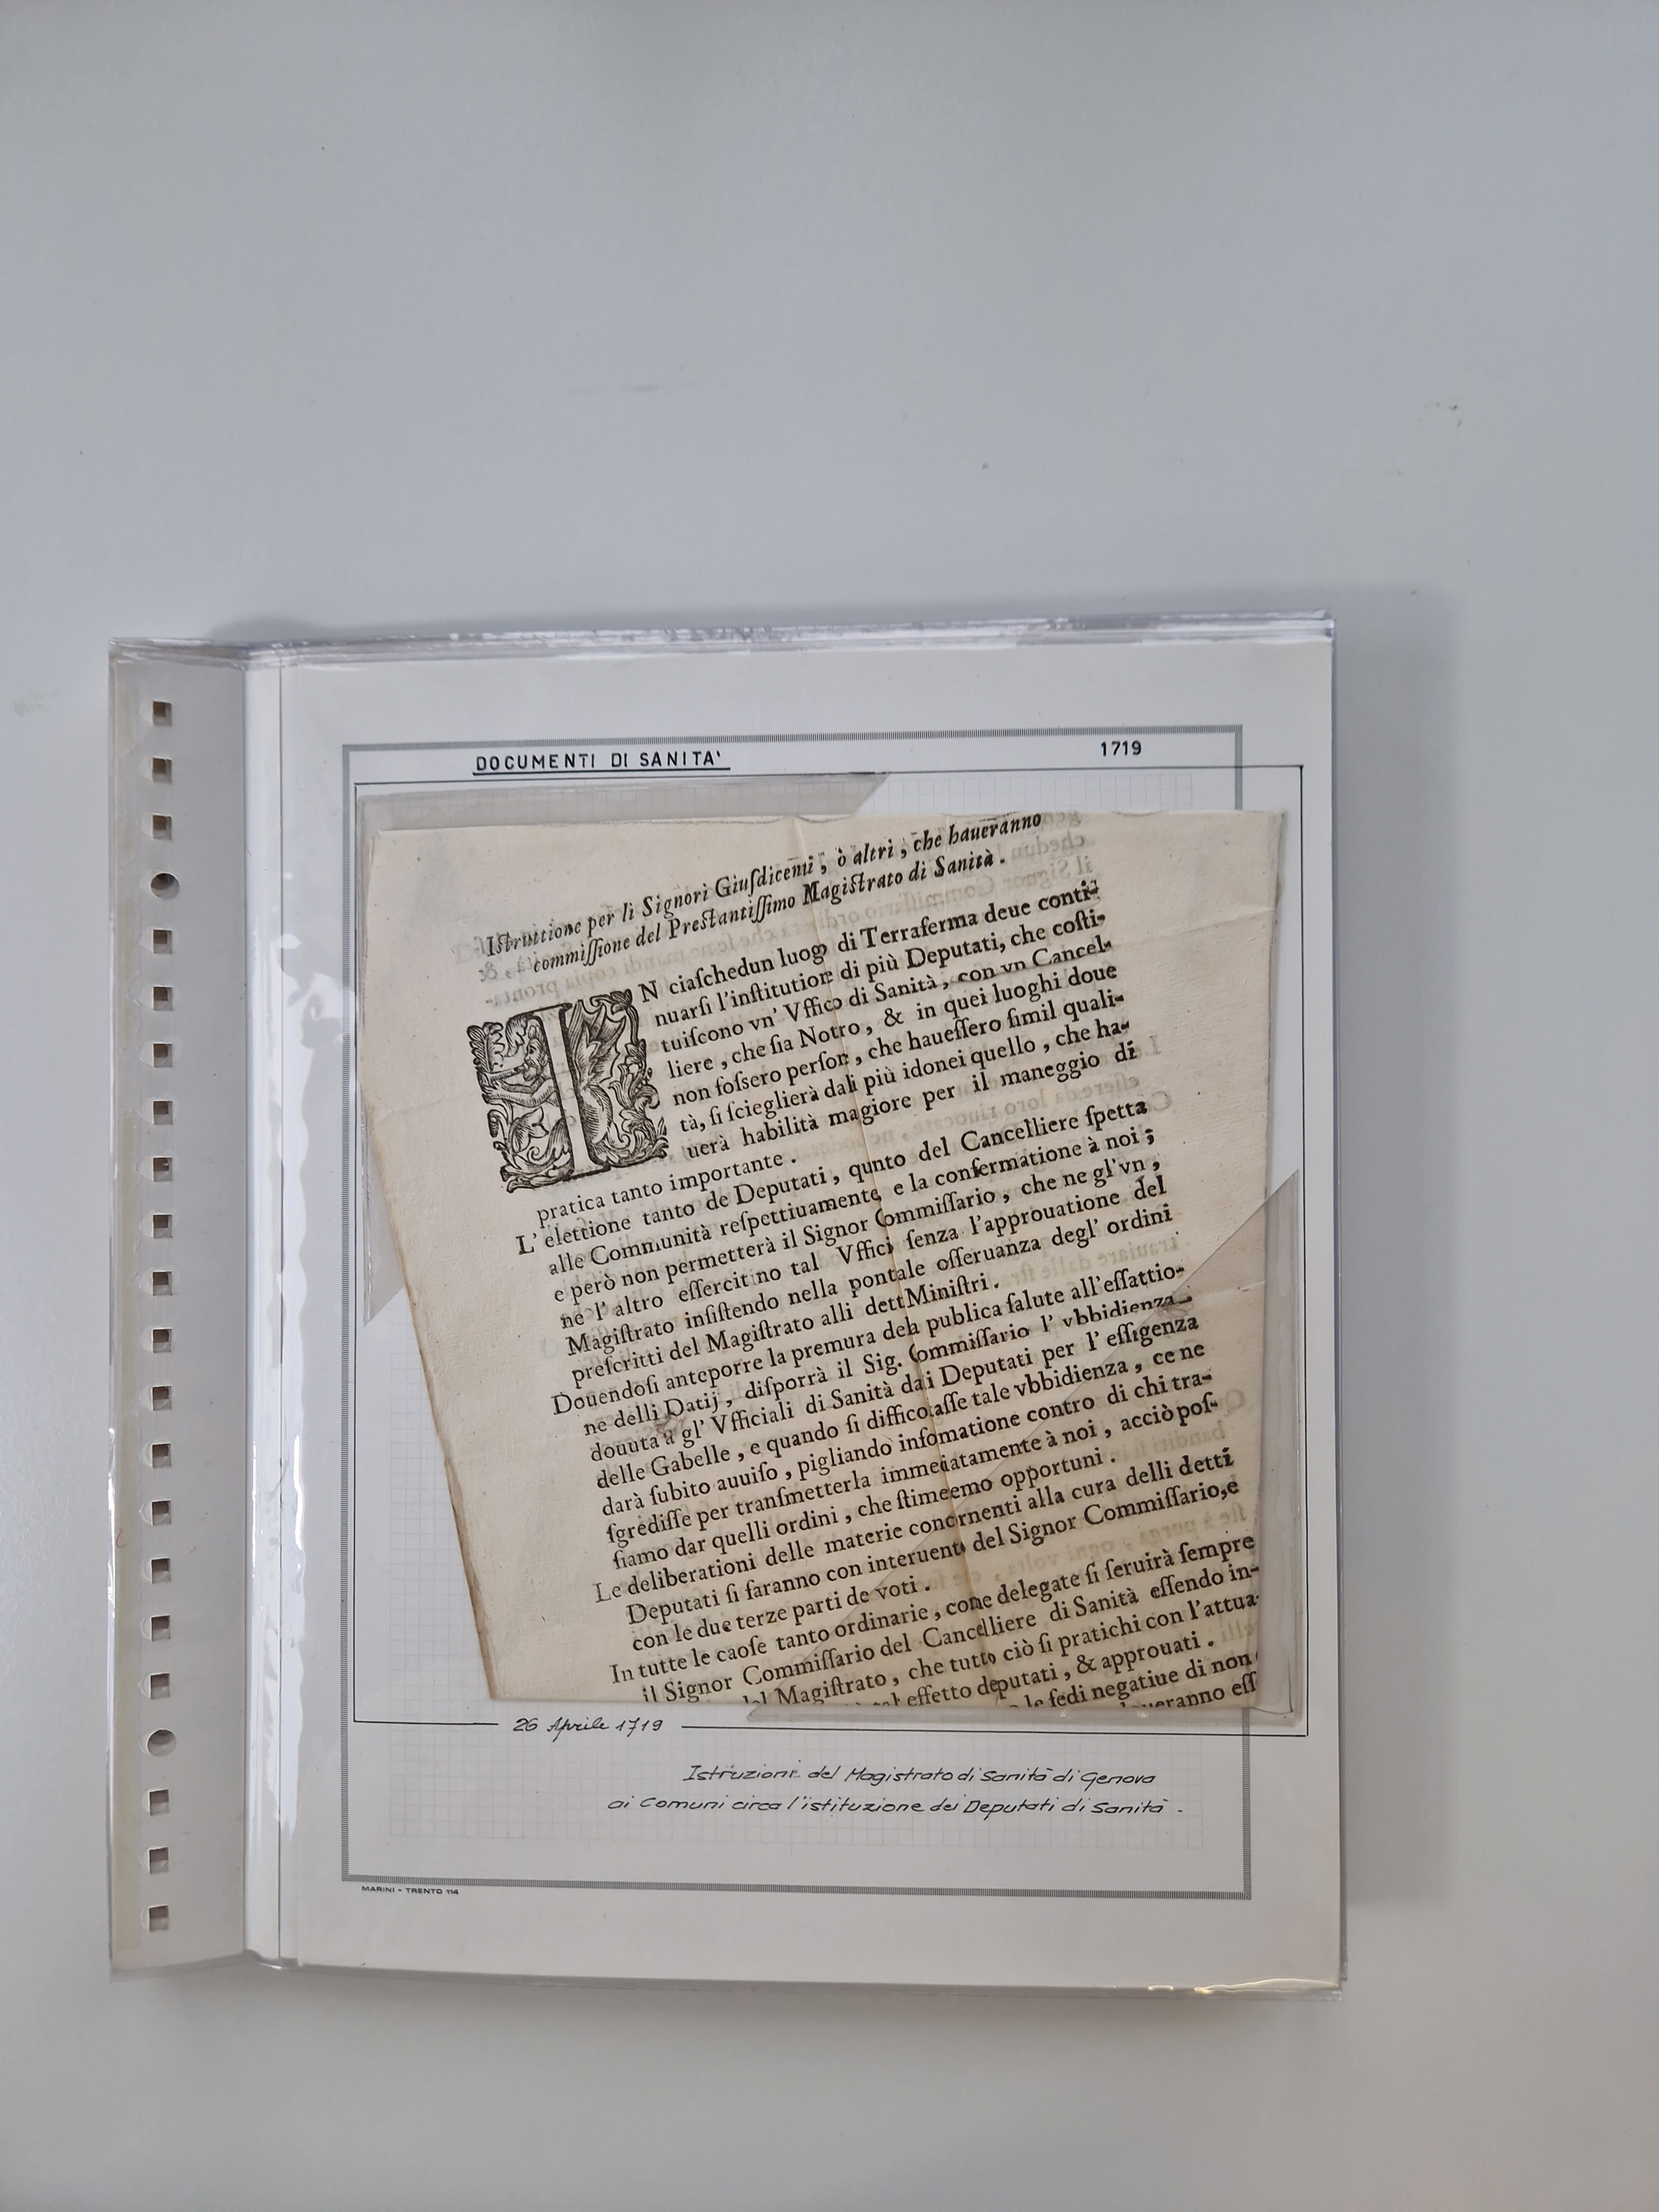 DOCUMENTI DI SANITA'
1719
Istruttione per li Signori Giuſdicenti, ò altri, che haueranno
commiſſione del Preſtantiſſimo Magiſtrato di Sanità.
IN ciaſchedun luogo di Terraferma deue conti-
nuarſi l'inſtitutione di più Deputati, che coſti-
tuiſcono vn' Vffico di Sanità, con vn Cancel-
liere, che ſia Notro, & in quei luoghi doue
non foſsero perſon, che haueſſero ſimil quali-
tà, ſi ſcieglierà dali più idonei quello, che ha-
uerà habilità magiore per il maneggio di
pratica tanto importante.
L' elettione tanto de Deputati, qunto del Cancelliere ſpetta
alle Communità reſpettiuamente, e la confermatione à noi;
e però non permetterà il Signor Commiſſario, che ne gl'vn,
ne l' altro eſſercitino tal Vffici ſenza l'approuatione del
Magiſtrato inſiſtendo nella pontale oſſeruanza degl' ordini
preſcritti del Magiſtrato alli dett Miniſtri.
Douendoſi anteporre la premura della publica ſalute all'eſſattio-
ne delli Datij, diſporrà il Sig. Commiſſario l' vbbidienza
douuta à gl' Vfficiali di Sanità dai Deputati per l' eſſigenza
delle Gabelle, e quando ſi difficoltaſſe tale vbbidienza, ce ne
darà ſubito auuiſo, pigliando infomatione contro di chi tra-
ſgrediſſe per tranſmetterla immediatamente à noi, acciò poſ-
ſiamo dar quelli ordini, che ſtimeremo opportuni.
Le deliberationi delle materie concernenti alla cura delli detti
Deputati ſi faranno con interuento del Signor Commiſſario, e
con le due terze parti de voti.
In tutte le cauſe tanto ordinarie, come delegate ſi ſeruirà ſempre
il Signor Commiſſario del Cancelliere di Sanità eſſendo in-
del Magiſtrato, che tutto ciò ſi pratichi con l'attua-
tal effetto deputati, & approuati.
le fedi negatiue di non
26 Aprile 1719
Istruzioni del Magistrato di Sanità di Genova
ai Comuni circa l'istituzione dei Deputati di Sanità.
MARINI - TRENTO 114